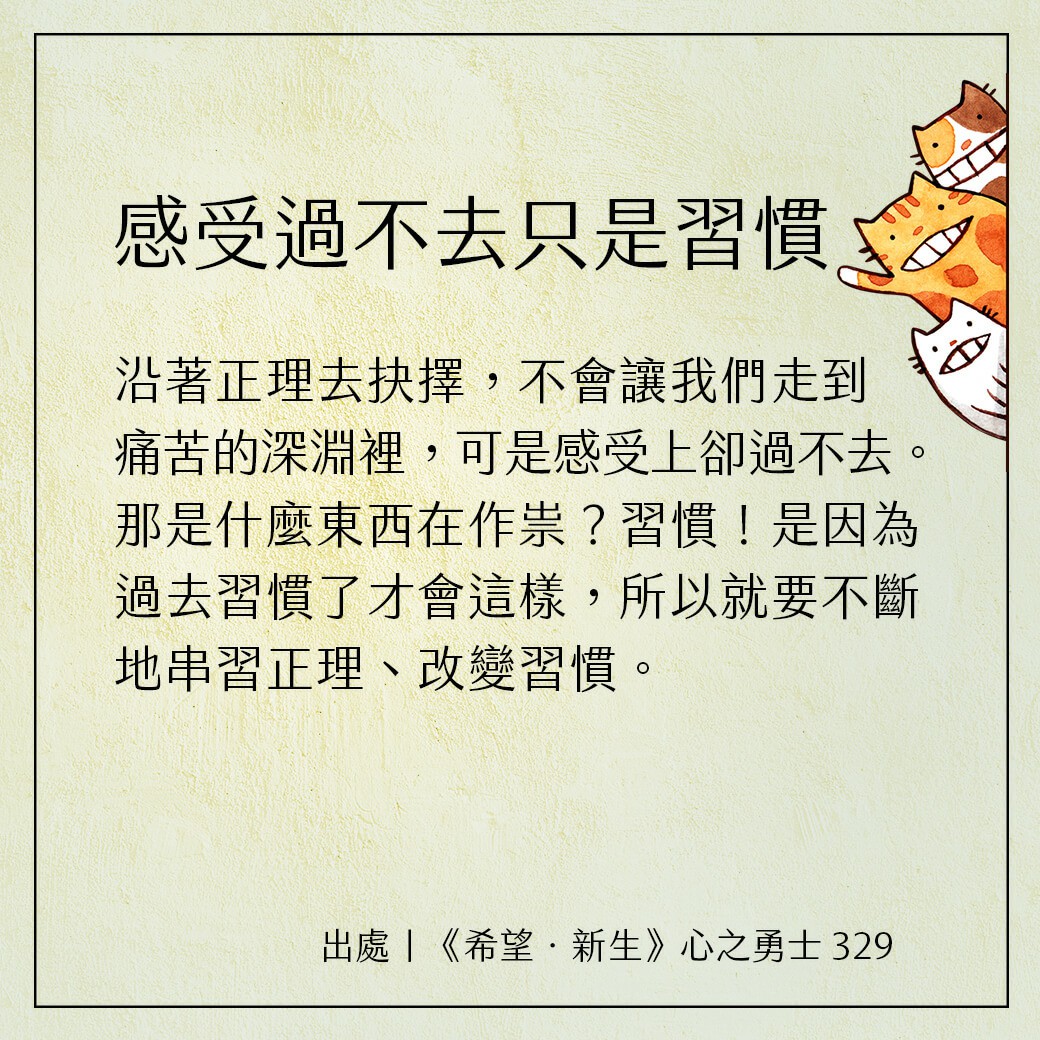 感受過不去只是習慣
沿著正理去抉擇，不會讓我們走到
痛苦的深淵裡，可是感受上卻過不去。
那是什麼東西在作祟？習慣！是因為
過去習慣了才會這樣，所以就要不斷
地串習正理、改變習慣。
出處｜《希望．新生》心之勇士 329